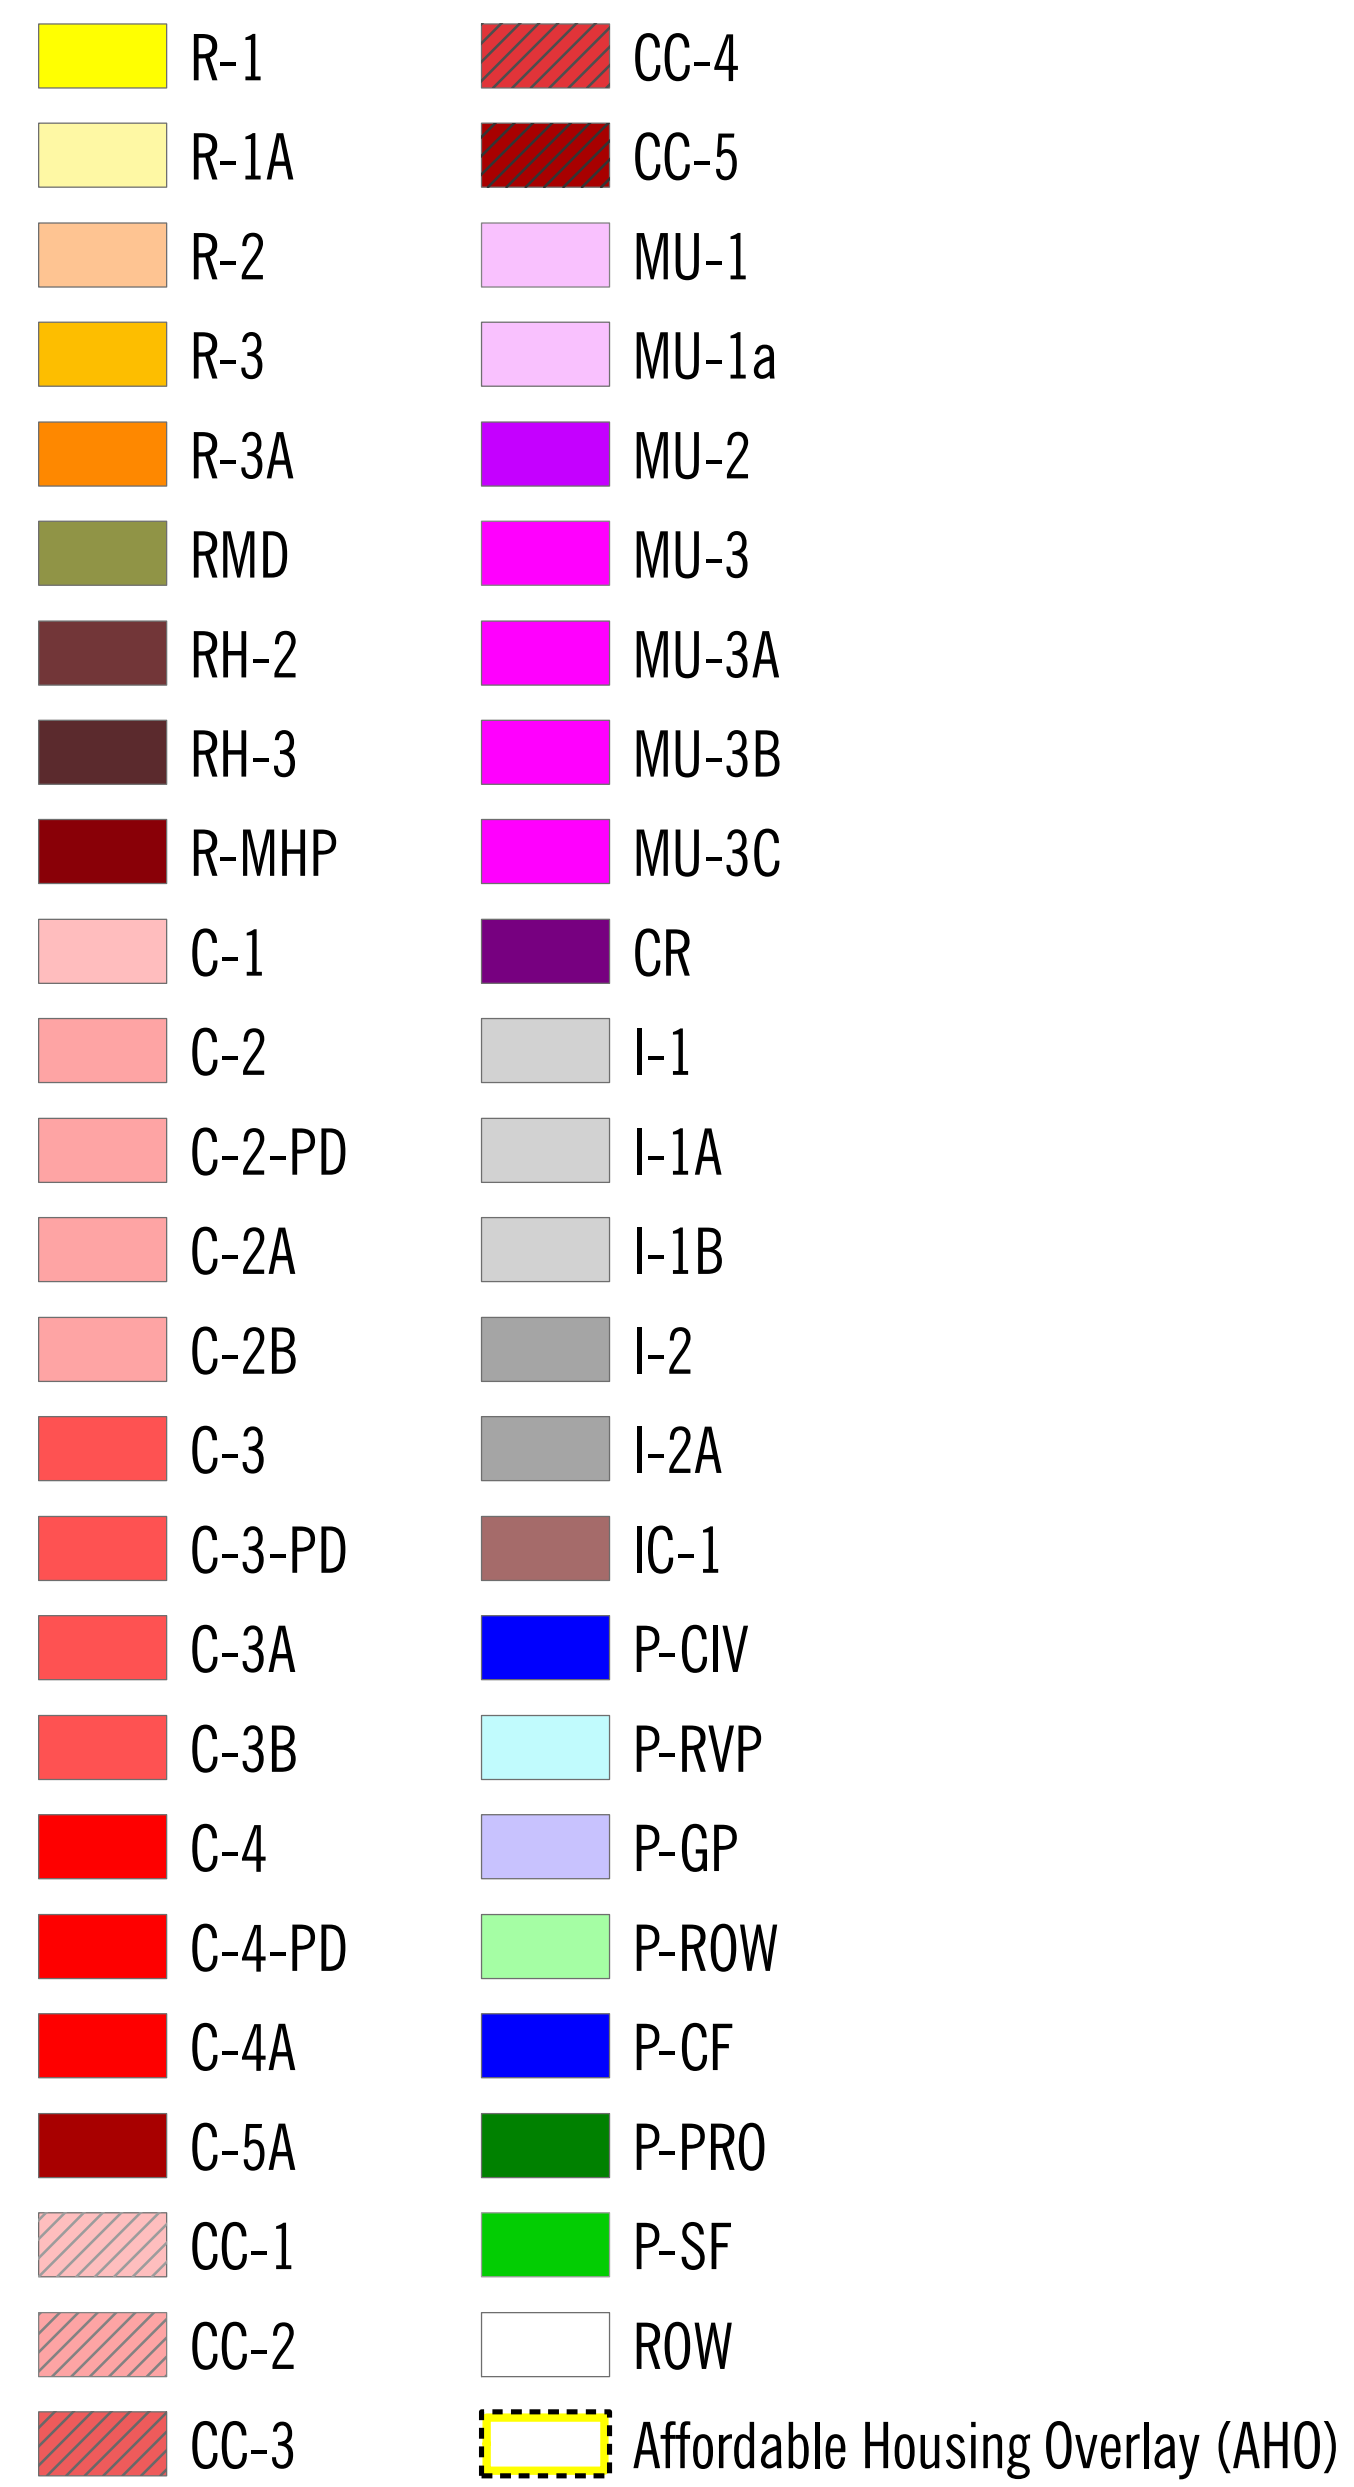 R-1
R-1A
R-2
R-3
R-3A
RMD
RH-2
RH-3
R-MHP
C-1
C-2
C-2-PD
C-2A
C-2B
C-3
C-3-PD
C-3A
C-3B
C-4
C-4-PD
C-4A
C-5A
CC-1
CC-2
CC-3
CC-4
CC-5
MU-1
MU-1a
MU-2
MU-3
MU-3A
MU-3B
MU-3C
CR
I-1
I-1A
I-1B
I-2
I-2A
IC-1
P-CIV
P-RVP
P-GP
P-ROW
P-CF
P-PRO
P-SF
ROW
Affordable Housing Overlay (AHO)